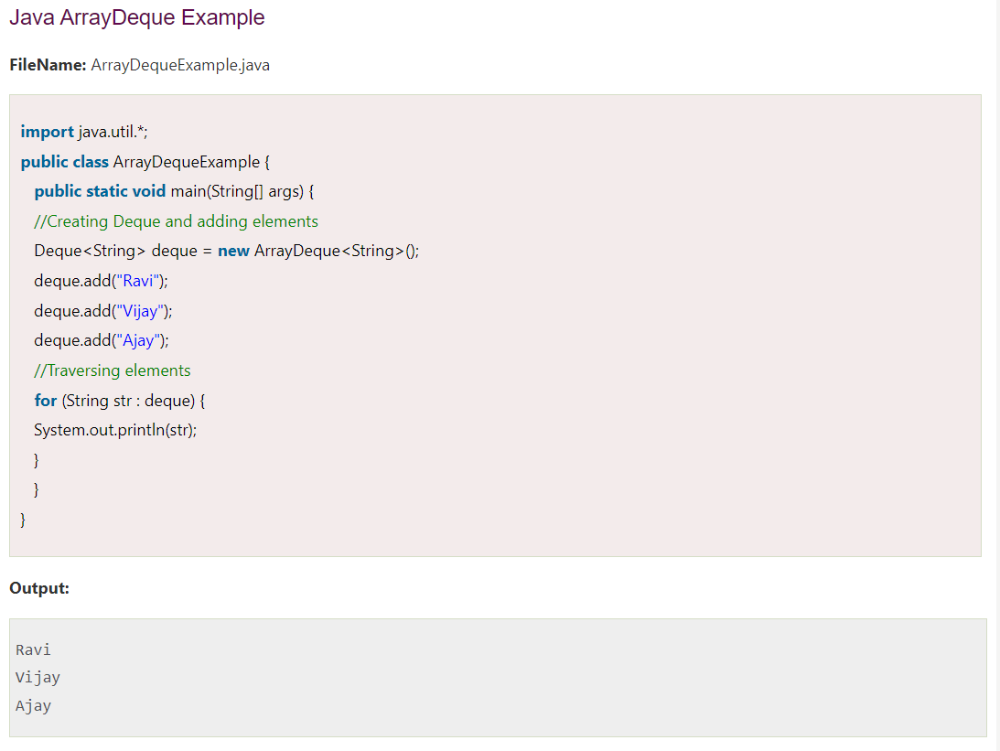 Java ArrayDeque Example
FileName: ArrayDequeExample.java
import java.util.*;
public class ArrayDequeExample {
public static void main(String[] args) {
//Creating Deque and adding elements
Deque<String> deque = new ArrayDeque<String>();
deque.add("Ravi");
deque.add("Vijay");
deque.add("Ajay");
//Traversing elements
for (String str : deque) {
System.out.println(str);
}
}
}
Output:
Ravi
Vijay
Ajay